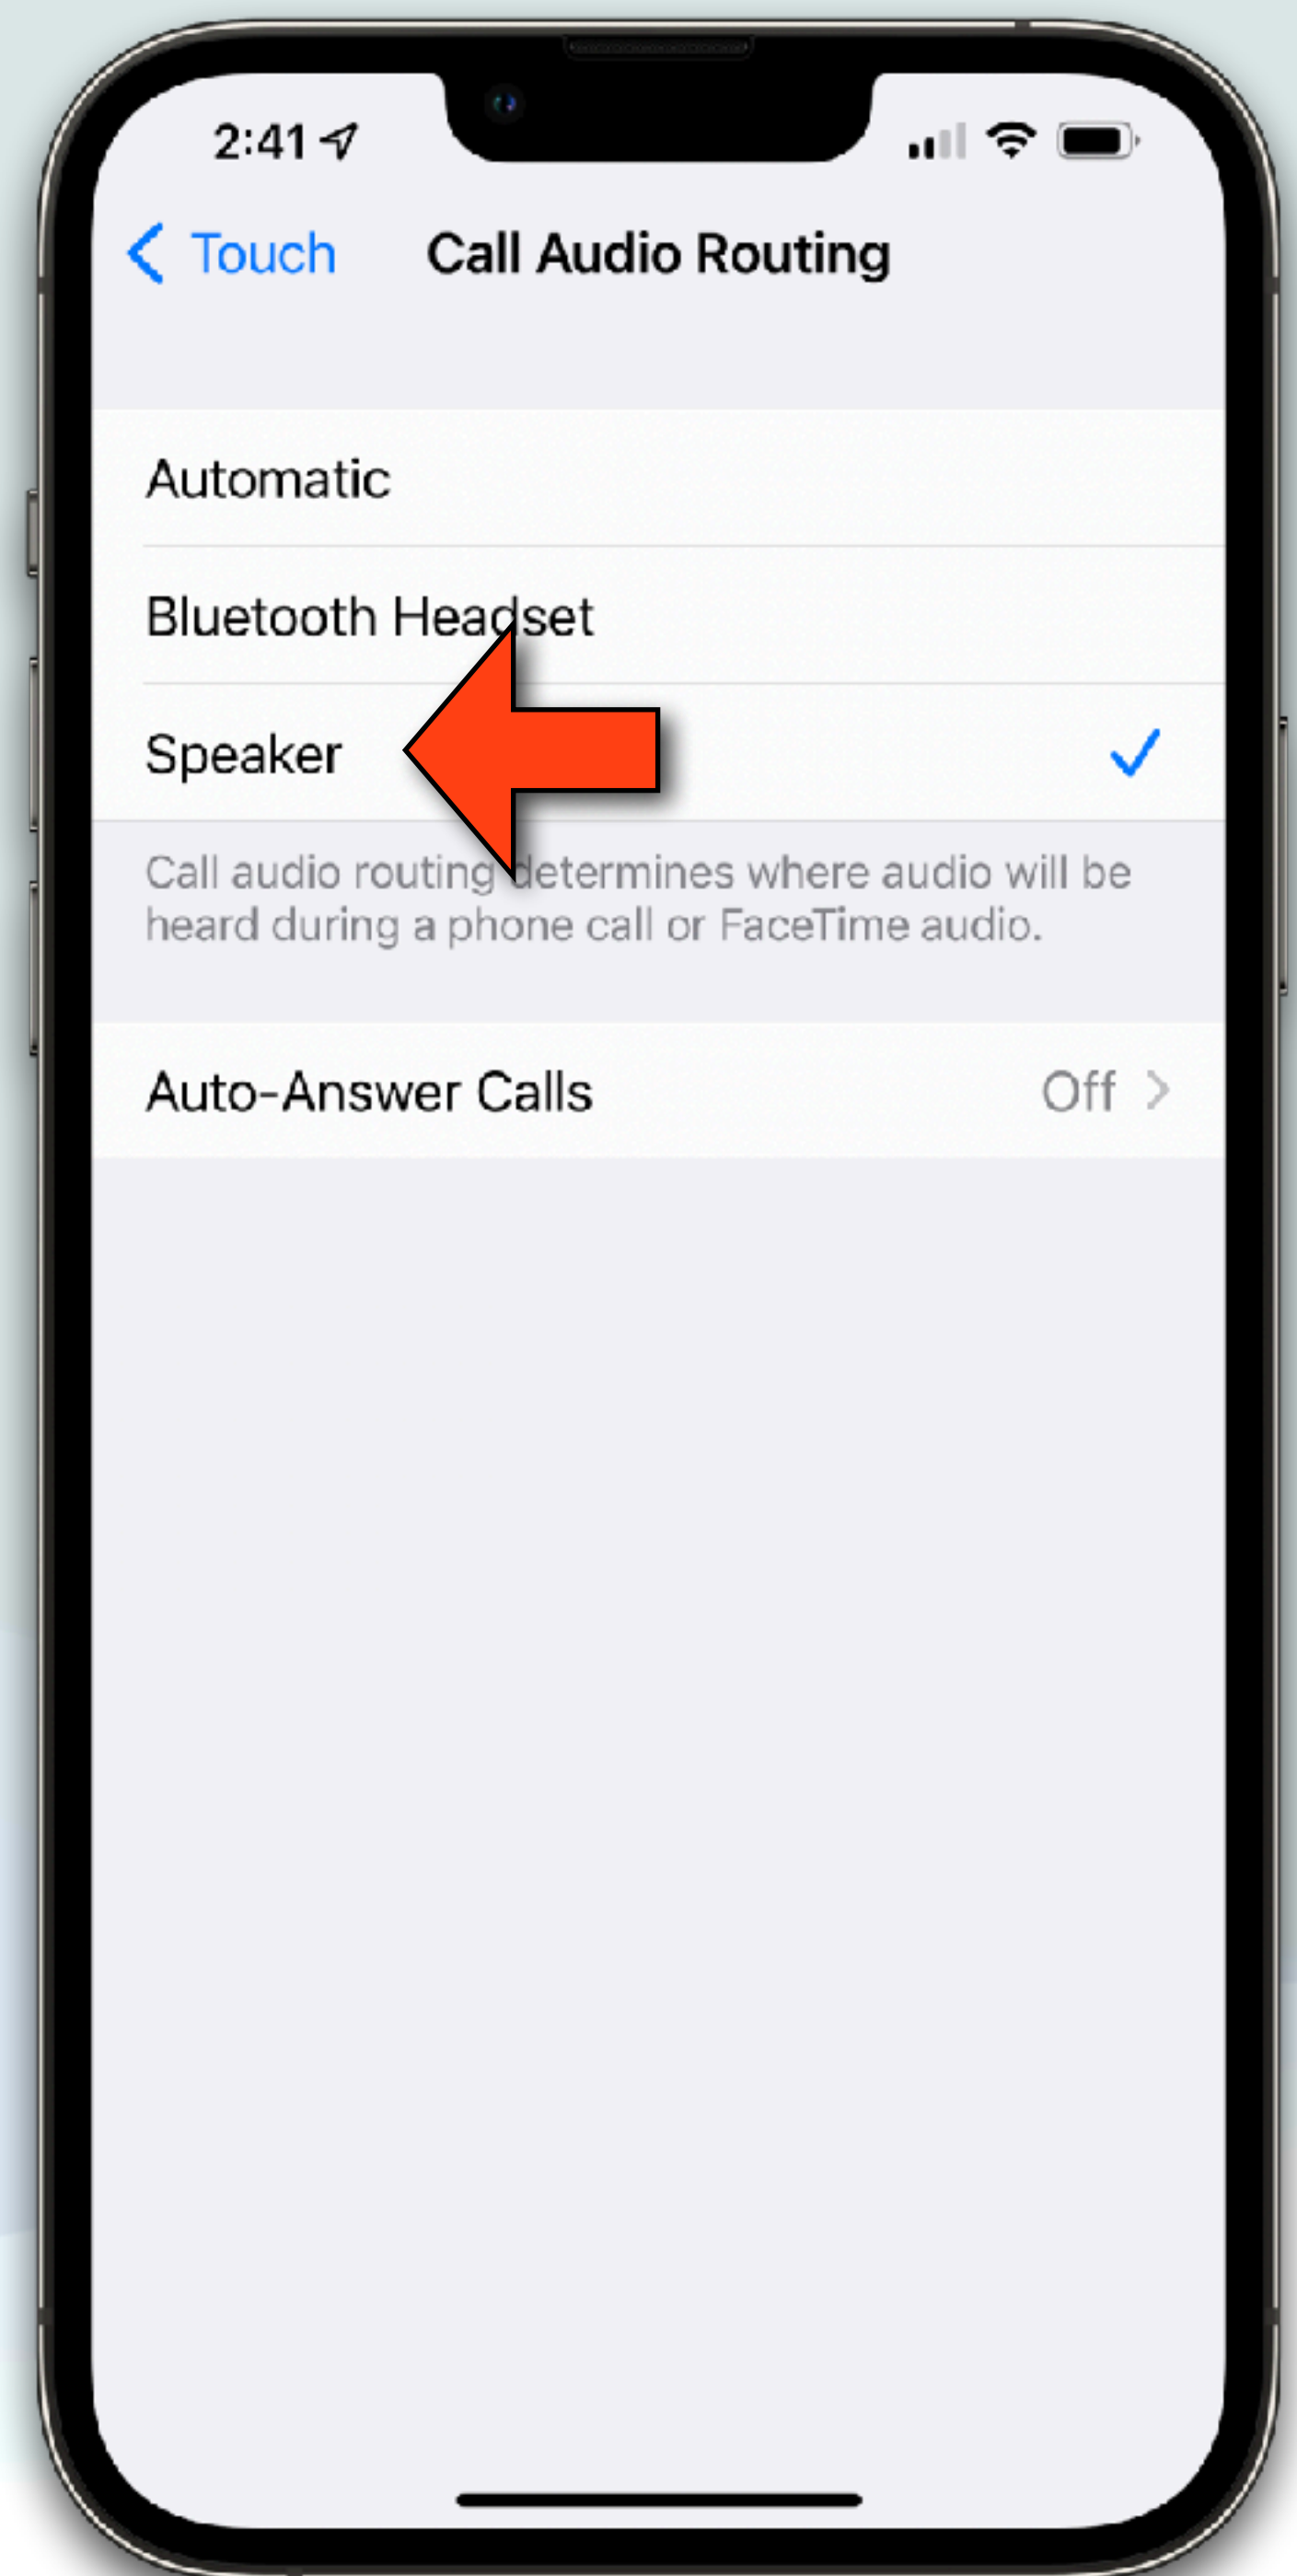 2:41
Touch
Call Audio Routing
Automatic
Bluetooth Headset
Speaker
Call audio routing determines where audio will be
heard during a phone call or FaceTime audio.
Auto-Answer Calls
Off